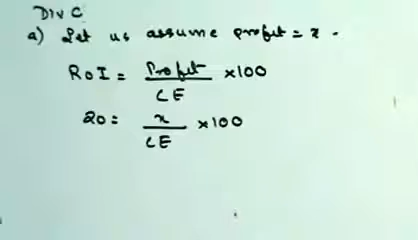 Div C
a) Let us assume profit = x.
ROI = Profit / CE × 100
20 = x / CE × 100